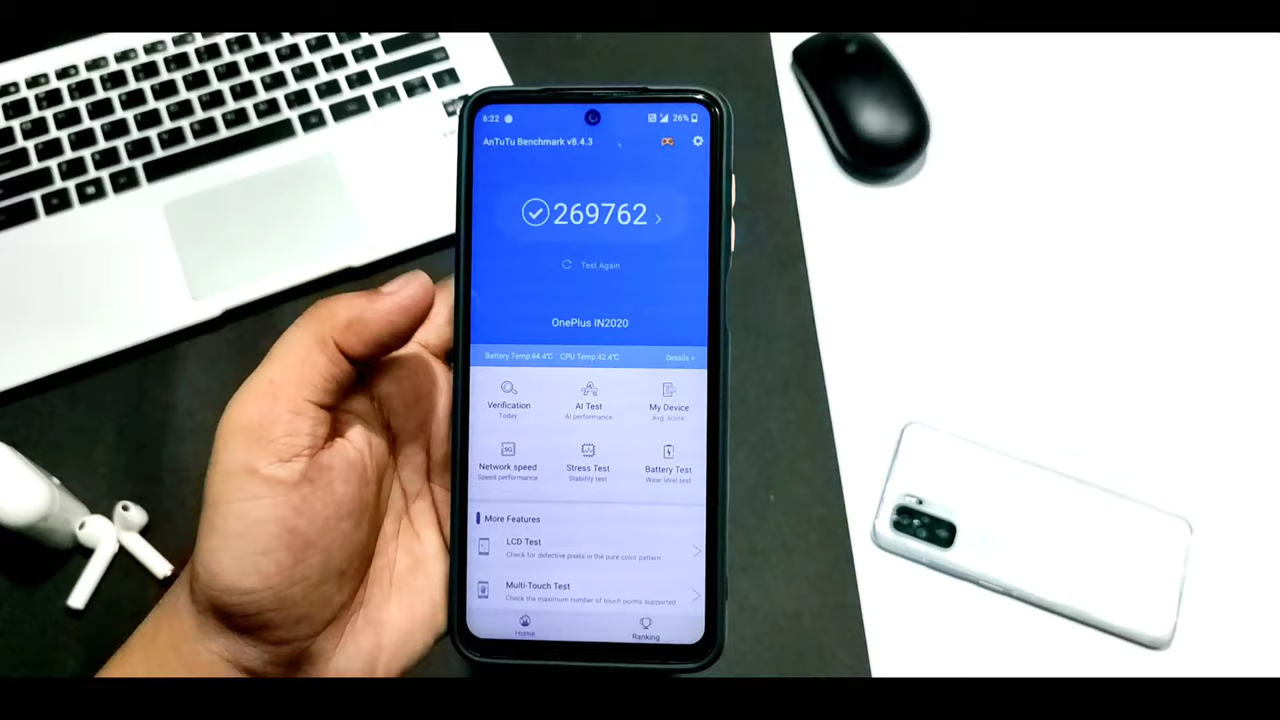 6:22
26%
AnTuTu Benchmark v8.4.3
269762 >
Test Again
OnePlus IN2020
Battery Temp:44.4℃ CPU Temp:42.4℃ Details +
Verification
Today
AI Test
AI performance
My Device
Avg. score
5G
Network speed
Speed performance
Stress Test
Stability test
Battery Test
Wear level test
More Features
LCD Test
Check for defective pixels in the pure color pattern
Multi-Touch Test
Check the maximum number of touch points supported
Home
Ranking